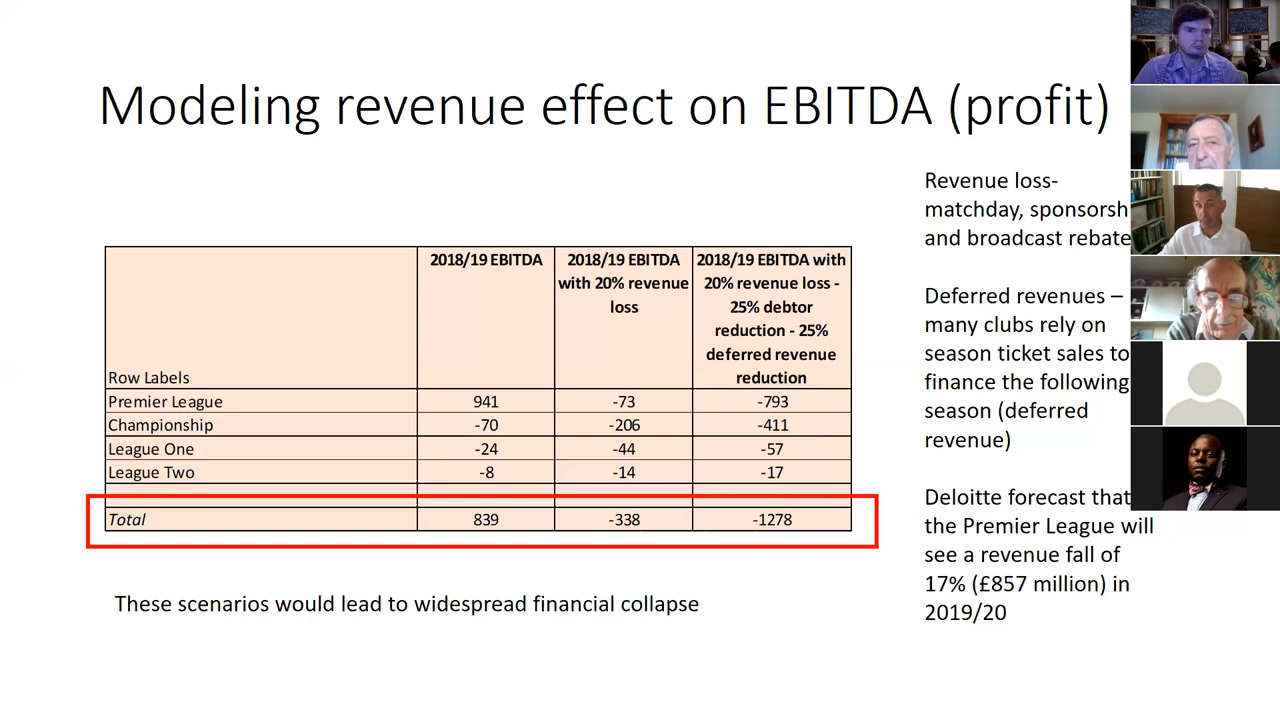 Modeling revenue effect on EBITDA (profit)
Row Labels
2018/19 EBITDA
2018/19 EBITDA
with 20% revenue
loss
2018/19 EBITDA with
20% revenue loss -
25% debtor
reduction - 25%
deferred revenue
reduction
Premier League 941 -73 -793
Championship -70 -206 -411
League One -24 -44 -57
League Two -8 -14 -17
Total 839 -338 -1278
These scenarios would lead to widespread financial collapse
Revenue loss-
matchday, sponsorsh
and broadcast rebate
Deferred revenues –
many clubs rely on
season ticket sales to
finance the following
season (deferred
revenue)
Deloitte forecast that
the Premier League will
see a revenue fall of
17% (£857 million) in
2019/20